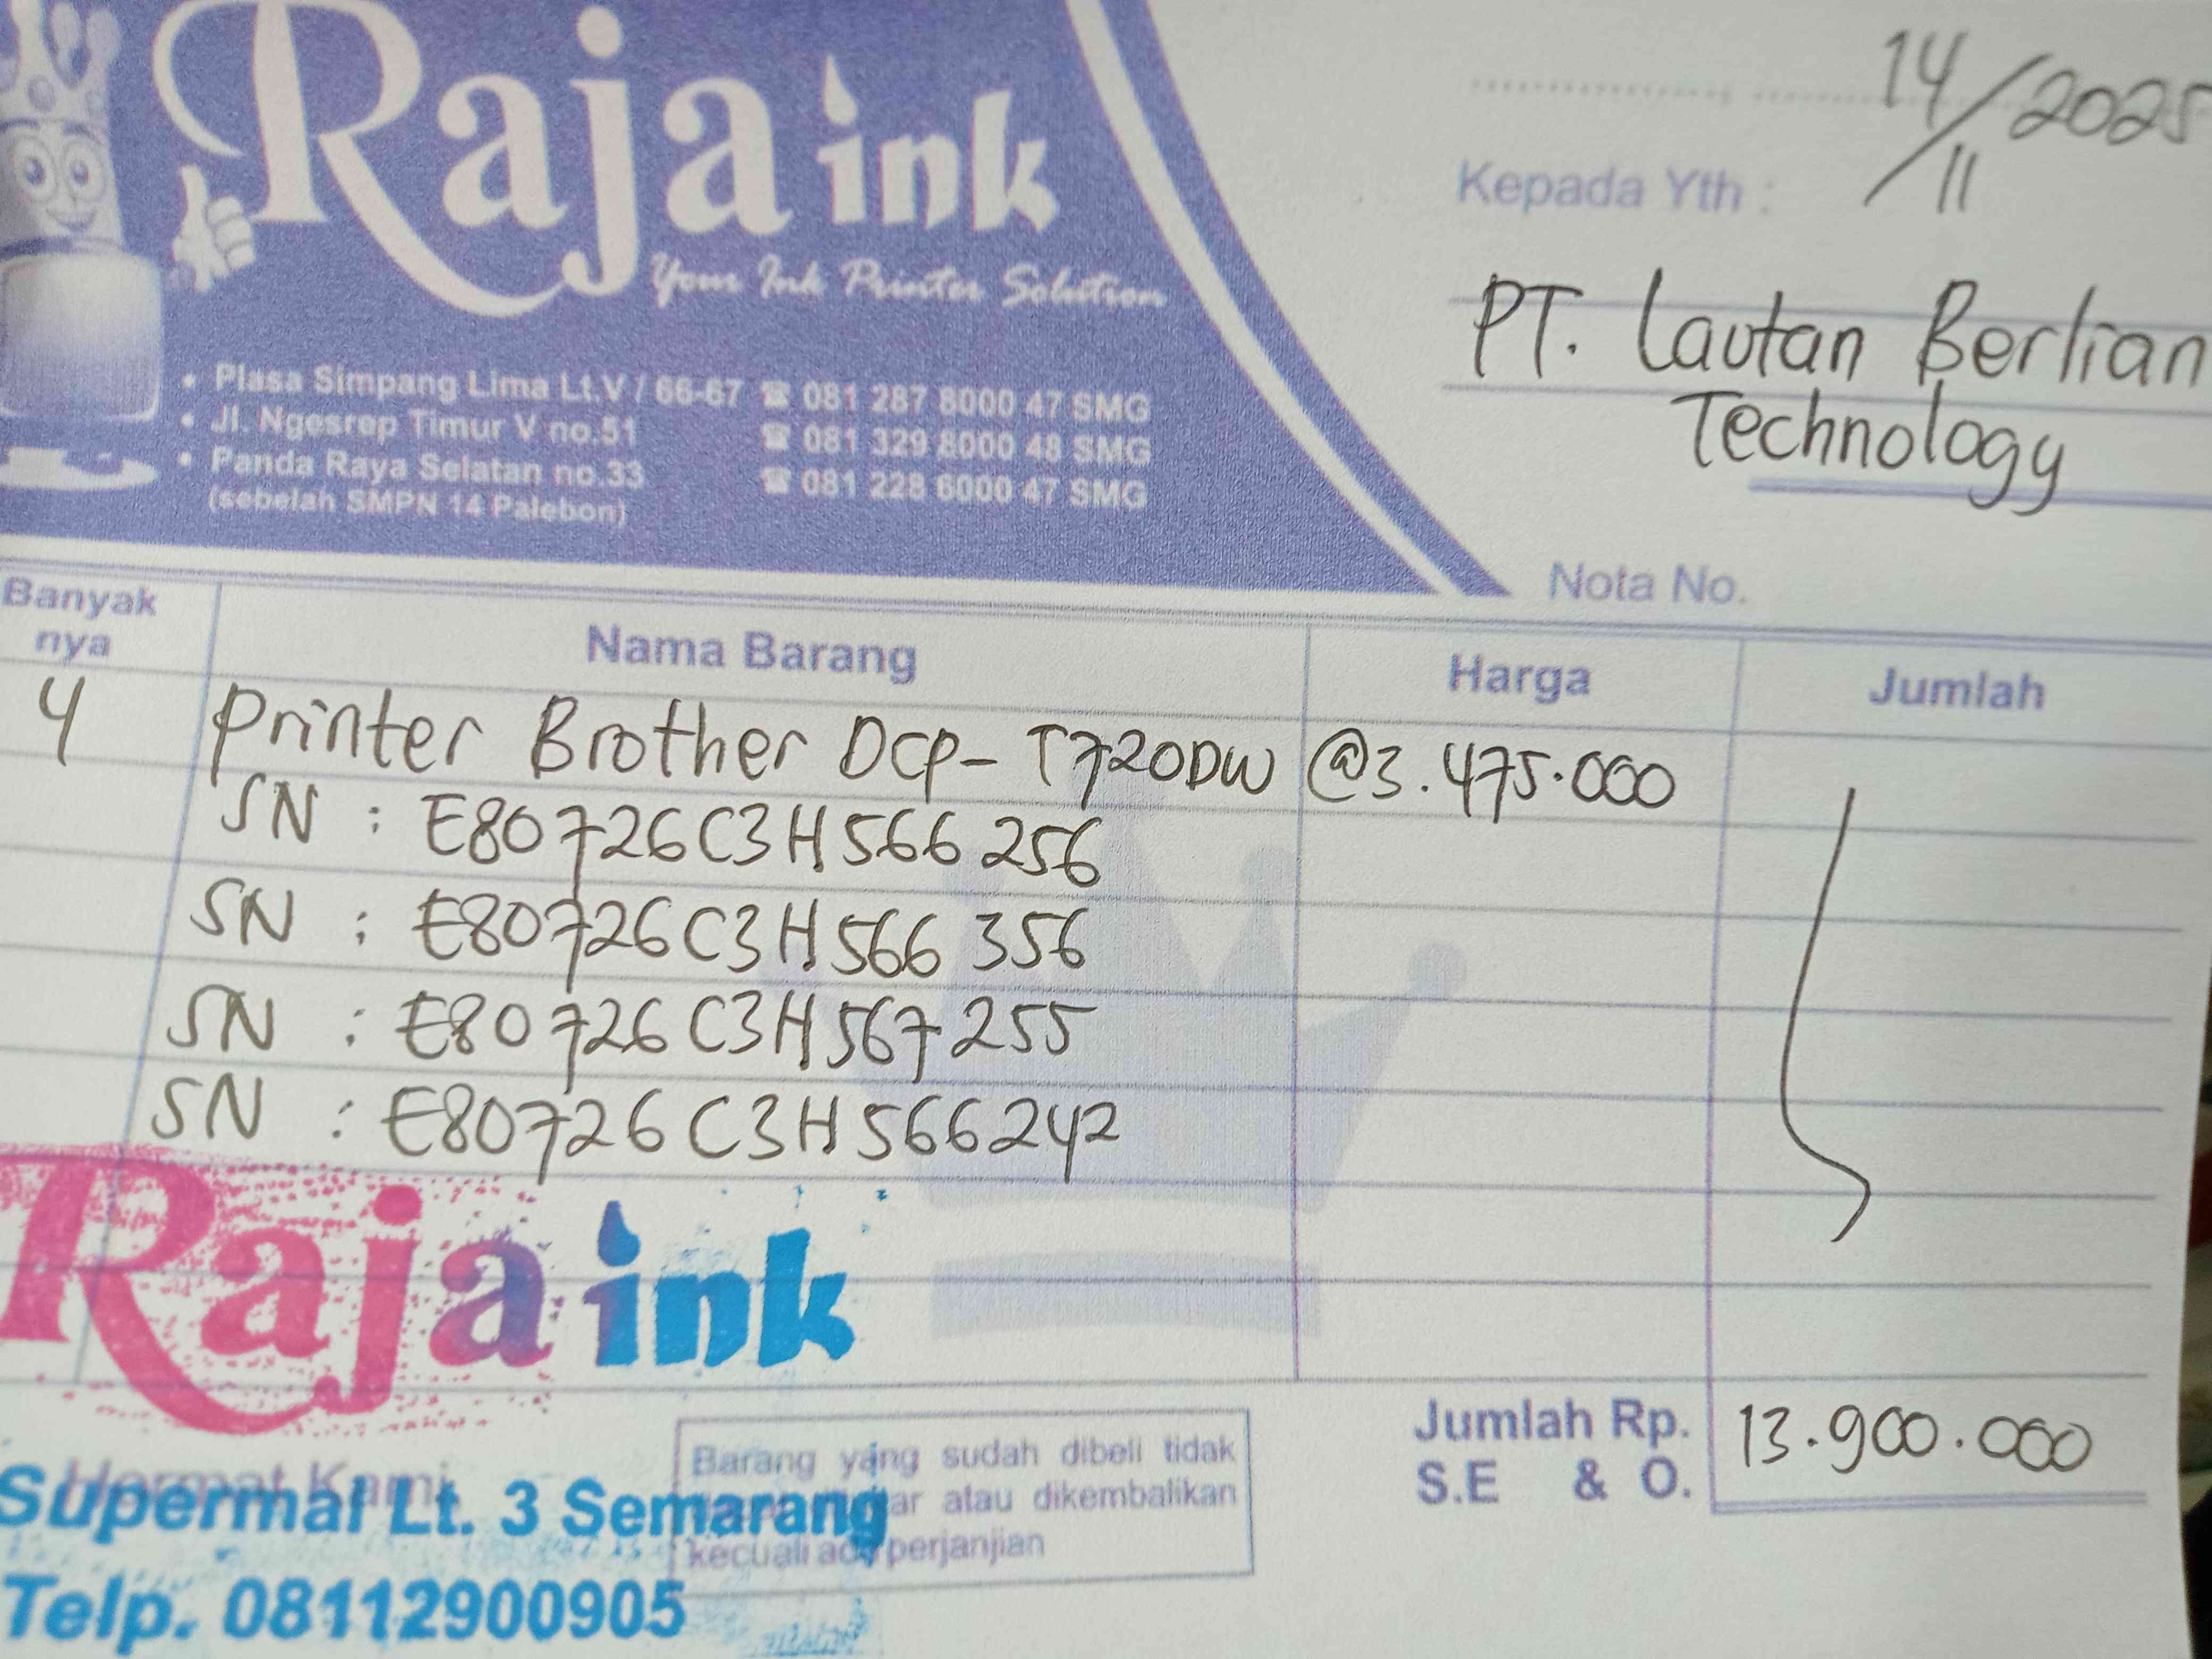 Raja ink
Your Ink Printer Solution
• Plasa Simpang Lima Lt.V / 66-67 ☎ 081 287 8000 47 SMG
• Jl. Ngesrep Timur V no.51 ☎ 081 329 8000 48 SMG
• Panda Raya Selatan no.33 ☎ 081 228 6000 47 SMG
(sebelah SMPN 14 Palebon)
14/11/2025
Kepada Yth :
PT. Lautan Berlian
Technology
Nota No.
Banyak nya Nama Barang Harga Jumlah
4 Printer Brother DCP-T720DW @3.475.000
SN : E80726C3H566256
SN : E80726C3H566356
SN : E80726C3H567255
SN : E80726C3H566242
Raja ink
Hormat Kami,
Supermal Lt. 3 Semarang
Telp. 08112900905
Barang yang sudah dibeli tidak
atau dikembalikan
kecuali ada perjanjian
Jumlah Rp. 13.900.000
S.E & O.